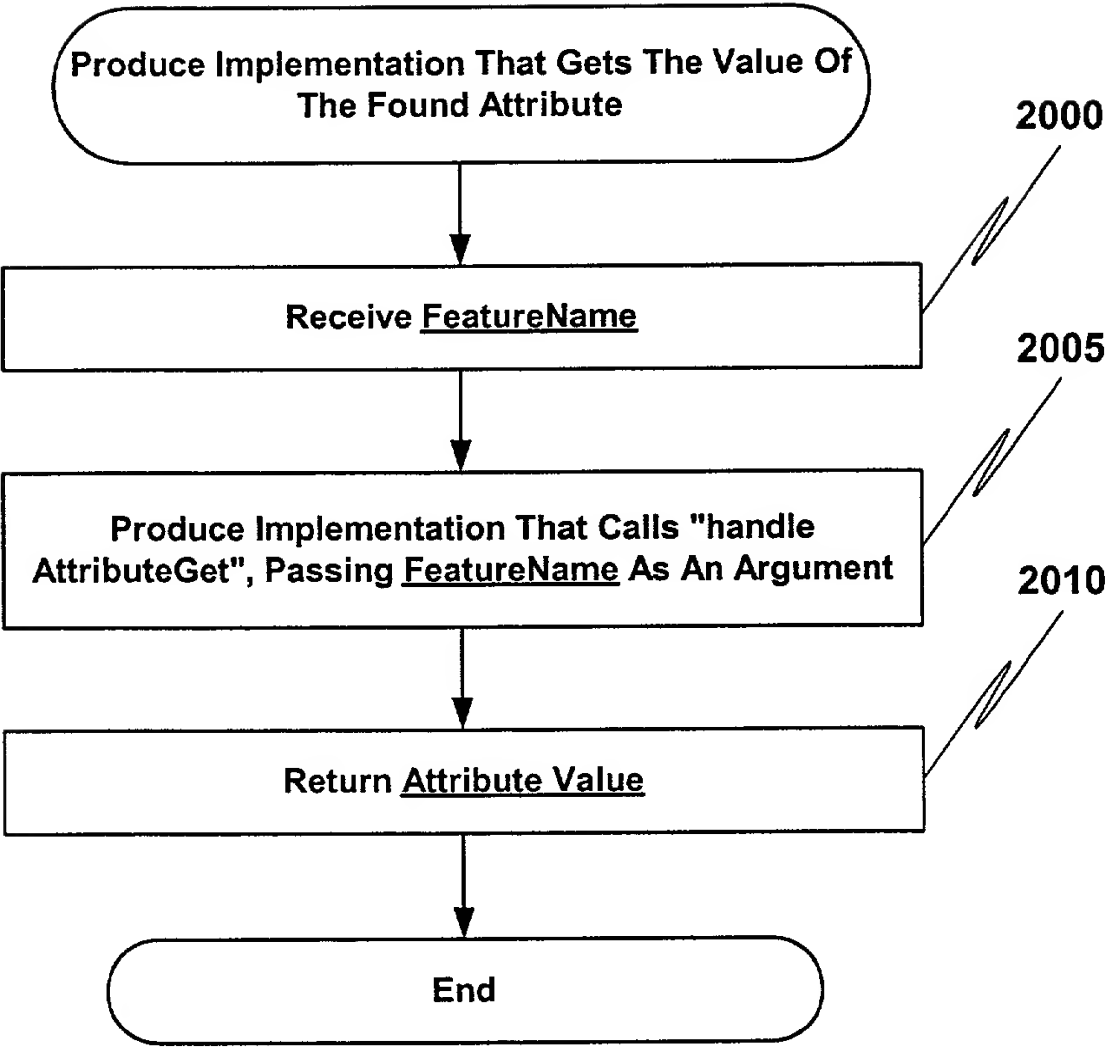 Produce Implementation That Gets The Value Of
The Found Attribute
2000
Receive FeatureName
2005
Produce Implementation That Calls "handle
AttributeGet", Passing FeatureName As An Argument
2010
Return Attribute Value
End